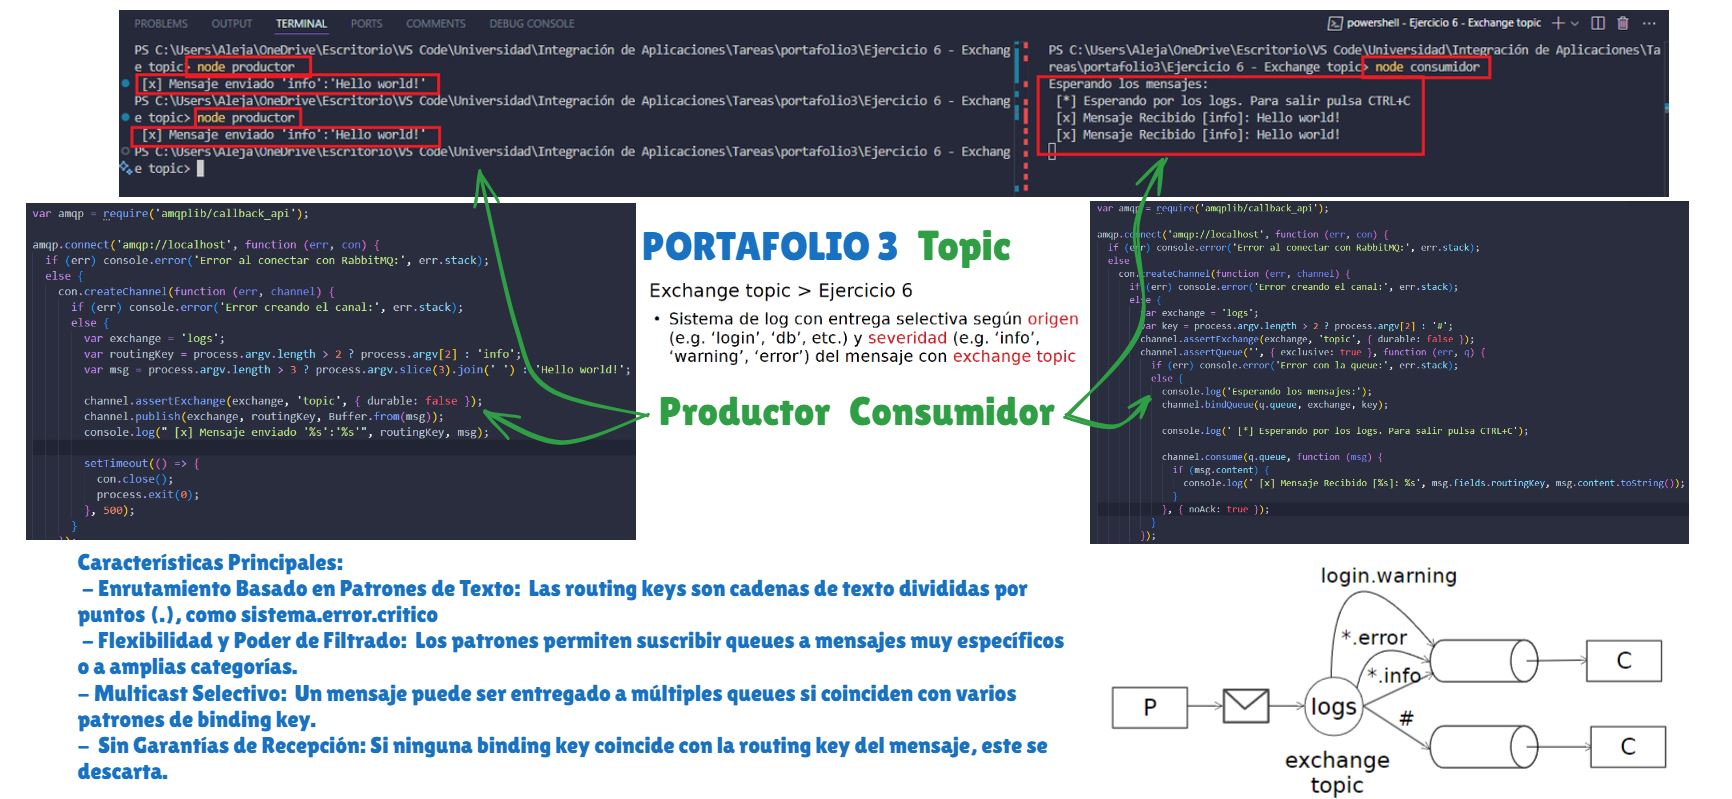 PROBLEMS OUTPUT TERMINAL PORTS COMMENTS DEBUG CONSOLE
powershell - Ejercicio 6 - Exchange topic
PS C:\Users\Aleja\OneDrive\Escritorio\VS Code\Universidad\Integración de Aplicaciones\Tareas\portafolio3\Ejercicio 6 - Exchang
e topic> node productor
[x] Mensaje enviado 'info':'Hello world!'
PS C:\Users\Aleja\OneDrive\Escritorio\VS Code\Universidad\Integración de Aplicaciones\Tareas\portafolio3\Ejercicio 6 - Exchang
e topic> node productor
[x] Mensaje enviado 'info':'Hello world!'
PS C:\Users\Aleja\OneDrive\Escritorio\VS Code\Universidad\Integración de Aplicaciones\Tareas\portafolio3\Ejercicio 6 - Exchang
e topic>
PS C:\Users\Aleja\OneDrive\Escritorio\VS Code\Universidad\Integración de Aplicaciones\Ta
reas\portafolio3\Ejercicio 6 - Exchange topic> node consumidor
Esperando los mensajes:
[*] Esperando por los logs. Para salir pulsa CTRL+C
[x] Mensaje Recibido [info]: Hello world!
[x] Mensaje Recibido [info]: Hello world!
var amqp = require('amqplib/callback_api');
amqp.connect('amqp://localhost', function (err, con) {
if (err) console.error('Error al conectar con RabbitMQ:', err.stack);
else {
con.createChannel(function (err, channel) {
if (err) console.error('Error creando el canal:', err.stack);
else {
var exchange = 'logs';
var routingKey = process.argv.length > 2 ? process.argv[2] : 'info';
var msg = process.argv.length > 3 ? process.argv.slice(3).join(' ') : 'Hello world!';
channel.assertExchange(exchange, 'topic', { durable: false });
channel.publish(exchange, routingKey, Buffer.from(msg));
console.log(" [x] Mensaje enviado '%s':'%s'", routingKey, msg);
setTimeout(() => {
con.close();
process.exit(0);
}, 500);
}
});
PORTAFOLIO 3 Topic
Exchange topic > Ejercicio 6
• Sistema de log con entrega selectiva según origen
(e.g. ‘login’, ‘db’, etc.) y severidad (e.g. ‘info’,
‘warning’, ‘error’) del mensaje con exchange topic
Productor Consumidor
var amqp = require('amqplib/callback_api');
amqp.connect('amqp://localhost', function (err, con) {
if (err) console.error('Error al conectar con RabbitMQ:', err.stack);
else
con.createChannel(function (err, channel) {
if (err) console.error('Error creando el canal:', err.stack);
else {
var exchange = 'logs';
var key = process.argv.length > 2 ? process.argv[2] : '#';
channel.assertExchange(exchange, 'topic', { durable: false });
channel.assertQueue('', { exclusive: true }, function (err, q) {
if (err) console.error('Error con la queue:', err.stack);
else {
console.log('Esperando los mensajes:');
channel.bindQueue(q.queue, exchange, key);
console.log(' [*] Esperando por los logs. Para salir pulsa CTRL+C');
channel.consume(q.queue, function (msg) {
if (msg.content) {
console.log(" [x] Mensaje Recibido [%s]: %s", msg.fields.routingKey, msg.content.toString());
}
}, { noAck: true });
}
});
Características Principales:
- Enrutamiento Basado en Patrones de Texto: Las routing keys son cadenas de texto divididas por
puntos (.), como sistema.error.critico
- Flexibilidad y Poder de Filtrado: Los patrones permiten suscribir queues a mensajes muy específicos
o a amplias categorías.
- Multicast Selectivo: Un mensaje puede ser entregado a múltiples queues si coinciden con varios
patrones de binding key.
- Sin Garantías de Recepción: Si ninguna binding key coincide con la routing key del mensaje, este se
descarta.
login.warning
*.error
*.info
#
P
logs
C
C
exchange
topic